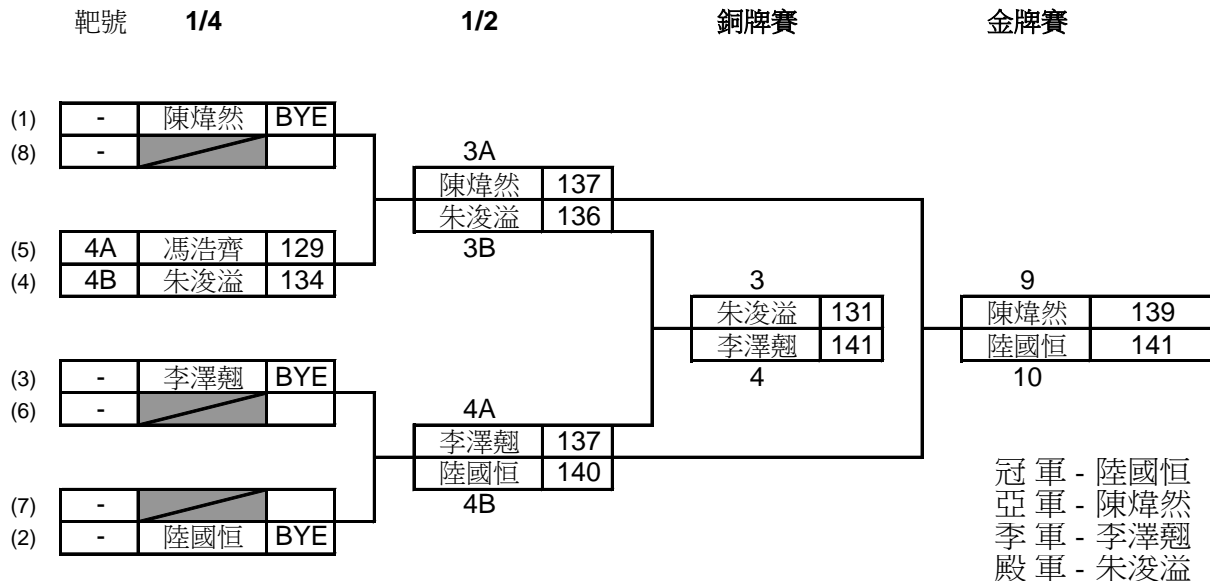 靶號 1/4 1/2 銅牌賽 金牌賽
(1) - 陳煒然 BYE
(8) -
3A
陳煒然 137
朱浚溢 136
3B
(5) 4A 馮浩齊 129
(4) 4B 朱浚溢 134
3
朱浚溢 131
李澤翹 141
4
9
陳煒然 139
陸國恒 141
10
(3) - 李澤翹 BYE
(6) -
4A
李澤翹 137
陸國恒 140
4B
(7) -
(2) - 陸國恒 BYE
冠 軍 - 陸國恒
亞 軍 - 陳煒然
季 軍 - 李澤翹
殿 軍 - 朱浚溢